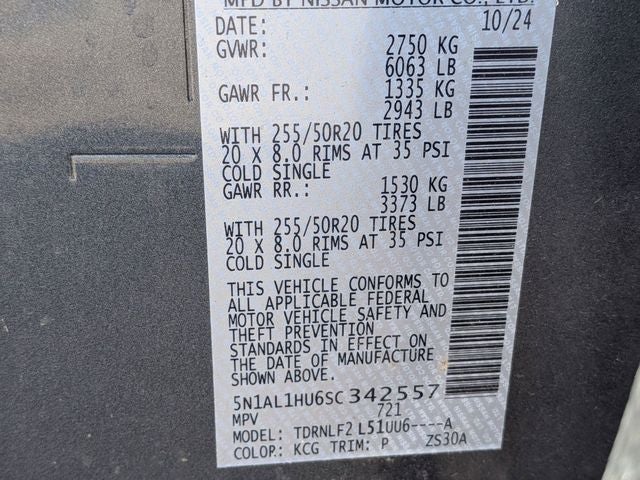 MFD BY NISSAN MOTOR CO., LTD.
DATE: 10/24
GVWR: 2750 KG
6063 LB
GAWR FR.: 1335 KG
2943 LB
WITH 255/50R20 TIRES
20 X 8.0 RIMS AT 35 PSI
COLD SINGLE
GAWR RR.: 1530 KG
3373 LB
WITH 255/50R20 TIRES
20 X 8.0 RIMS AT 35 PSI
COLD SINGLE
THIS VEHICLE CONFORMS TO
ALL APPLICABLE FEDERAL
MOTOR VEHICLE SAFETY AND
THEFT PREVENTION
STANDARDS IN EFFECT ON
THE DATE OF MANUFACTURE
SHOWN ABOVE.
5N1AL1HU6SC342557
MPV 721
MODEL: TDRNLF2 L51UU6----A
COLOR: KCG TRIM: P ZS30A